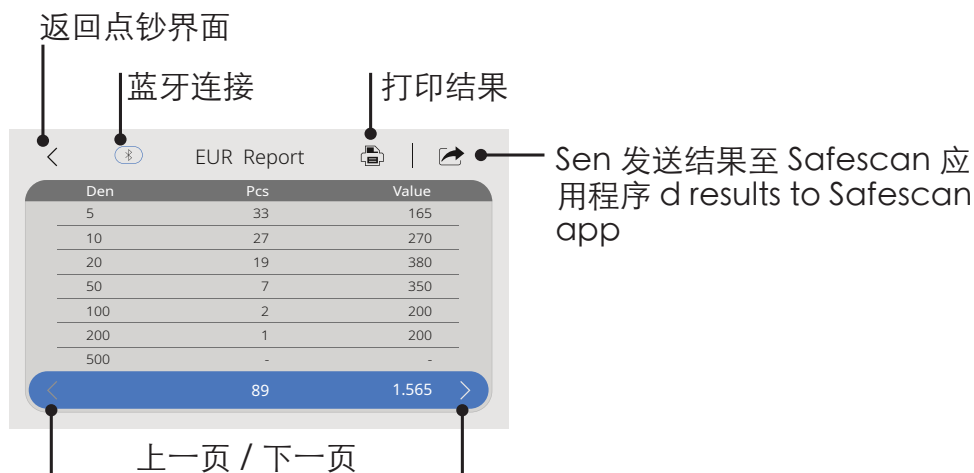 返回点钞界面
蓝牙连接
打印结果
EUR Report
Sen 发送结果至 Safescan 应
用程序 d results to Safescan
app
Den Pcs Value
5 33 165
10 27 270
20 19 380
50 7 350
100 2 200
200 1 200
500 - -
89 1.565
上一页 / 下一页